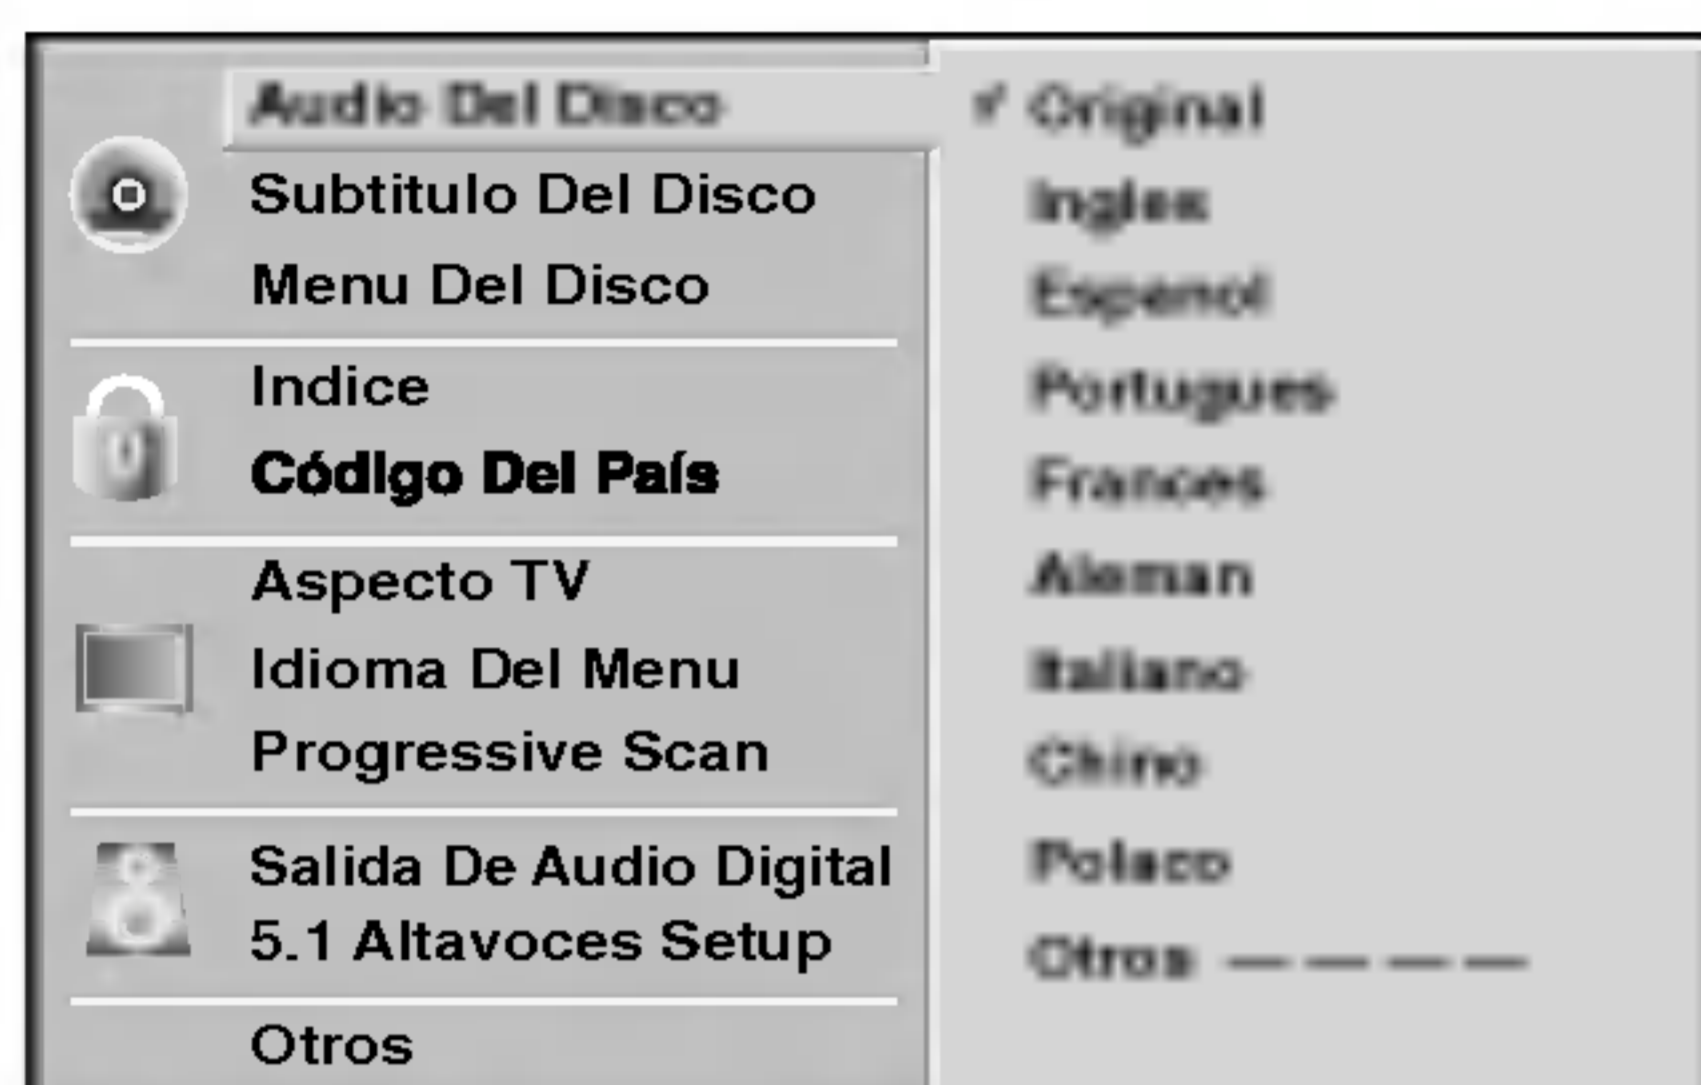 Audio Del Disco
Subtitulo Del Disco
Menu Del Disco
Indice
Código Del País
Aspecto TV
Idioma Del Menu
Progressive Scan
Salida De Audio Digital
5.1 Altavoces Setup
Otros
✓ Original
Ingles
Espenol
Portugues
Frances
Aleman
Italiano
Chino
Polaco
Otros — — — —